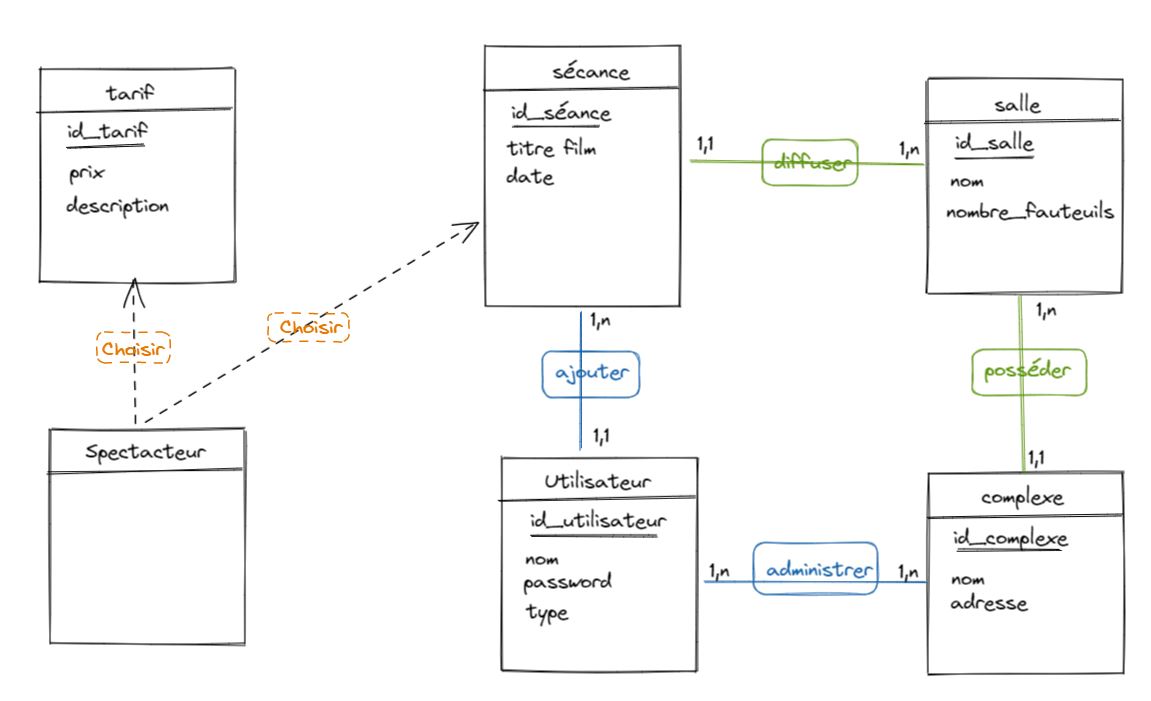 tarif
id_tarif
prix
description
Choisir
Spectacteur
Choisir
sécance
id_séance
titre film
date
1,1
diffuser
1,n
salle
id_salle
nom
nombre_fauteuils
1,n
ajouter
1,1
1,n
posséder
1,1
Utilisateur
id_utilisateur
nom
password
type
1,n
administrer
1,n
complexe
id_complexe
nom
adresse